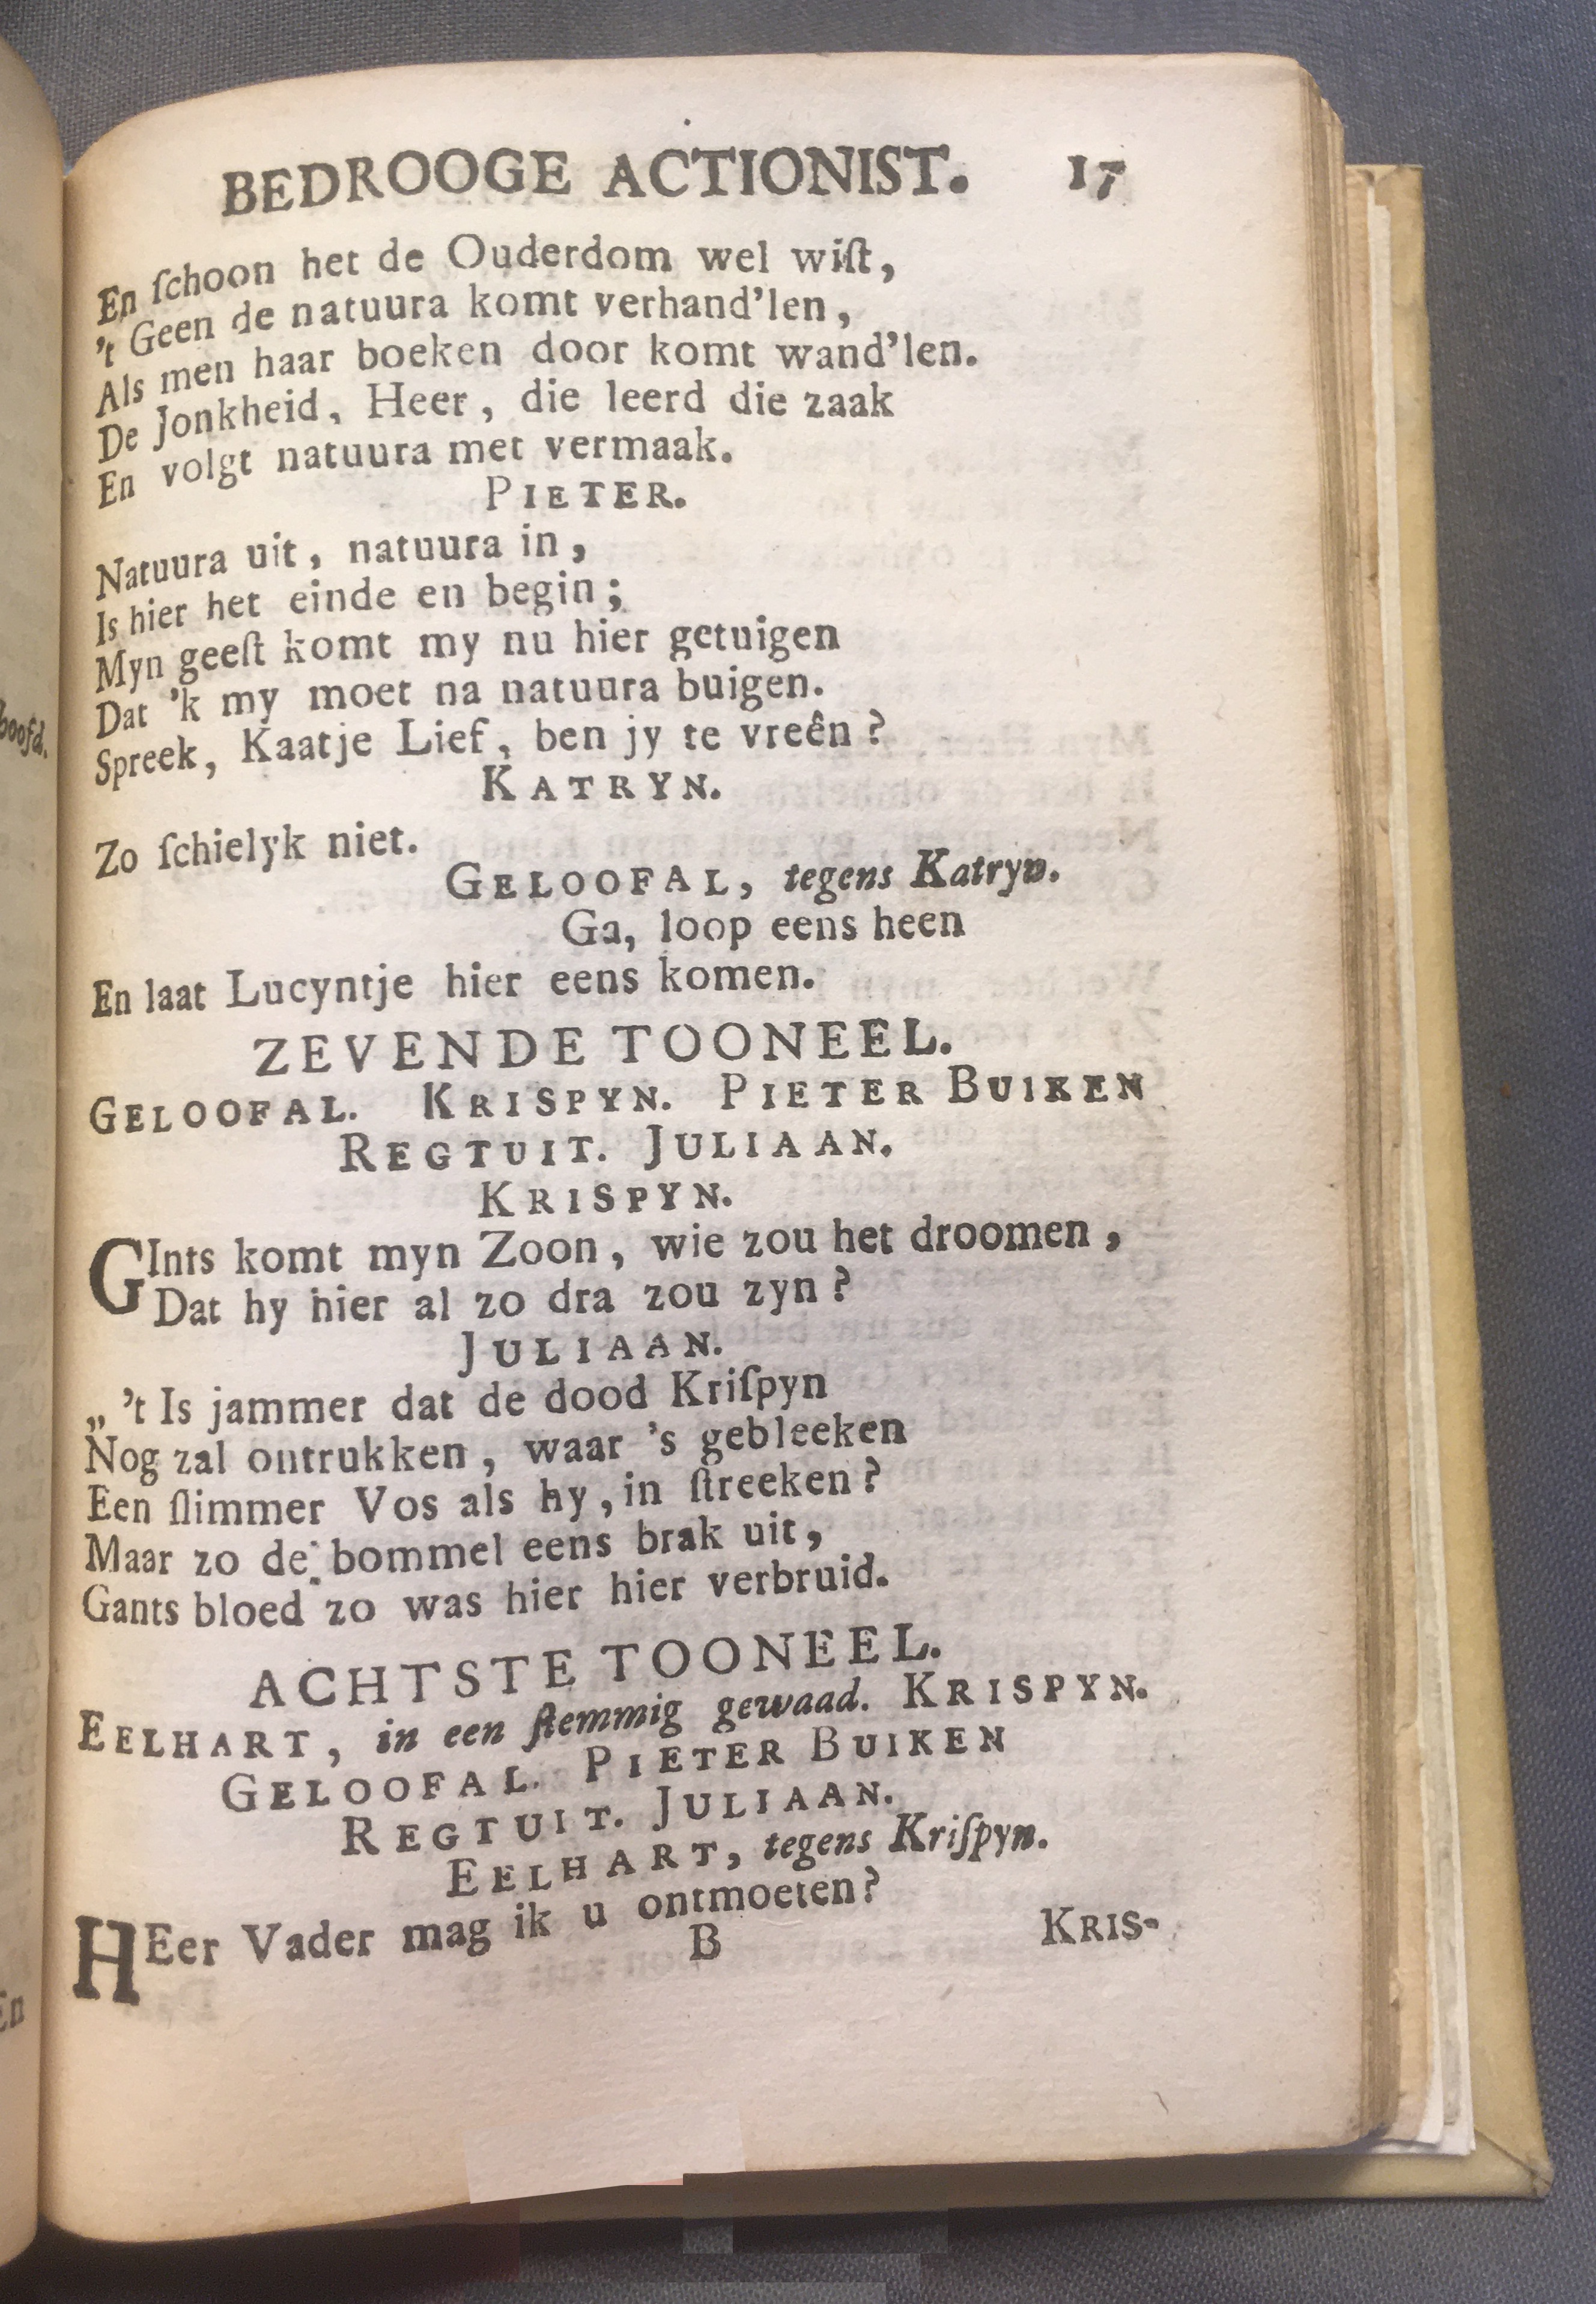 BEDROOGE ACTIONIST. 17
En ſchoon het de Ouderdom wel wiſt,
't Geen de natuura komt verhand'len,
Als men haar boeken door komt wand'len.
De Jonkheid, Heer, die leerd die zaak
En volgt natuura met vermaak.
PIETER.
Natuura uit, natuura in,
Is hier het einde en begin;
Myn geeſt komt my nu hier getuigen
Dat 'k my moet na natuura buigen.
Spreek, Kaatje Lief, ben jy te vreên?
KATRYN.
Zo ſchielyk niet.
GELOOFAL, tegens Katryn.
Ga, loop eens heen
En laat Lucyntje hier eens komen.
ZEVENDE TOONEEL.
GELOOFAL. KRISPYN. PIETER BUIKEN
REGTUIT. JULIAAN.
KRISPYN.
GInts komt myn Zoon, wie zou het droomen,
Dat hy hier al zo dra zou zyn?
JULIAAN.
„ 't Is jammer dat de dood Kriſpyn
Nog zal ontrukken, waar 's gebleeken
Een ſlimmer Vos als hy, in ſtreeken?
Maar zo de bommel eens brak uit,
Gants bloed zo was hier hier verbruid.
ACHTSTE TOONEEL.
EELHART, in een ſtemmig gewaad. KRISPYN.
GELOOFAL. PIETER BUIKEN
REGTUIT. JULIAAN.
EELHART, tegens Kriſpyn.
HEer Vader mag ik u ontmoeten?
B KRIS-